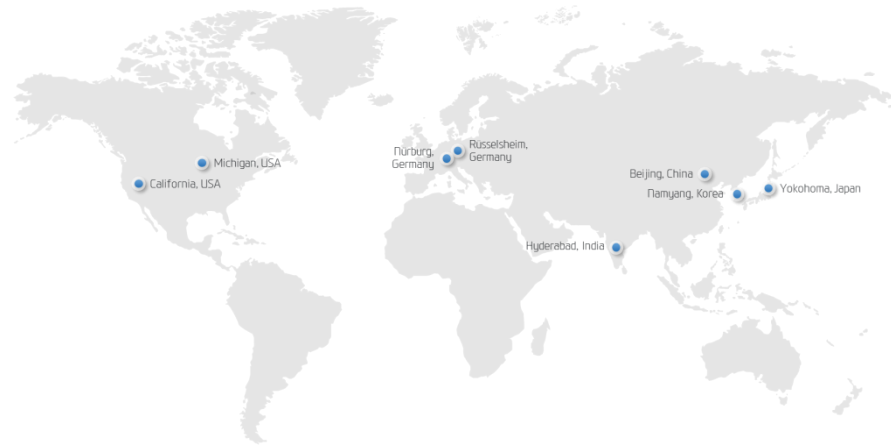 Nürburg,
Germany
Rüsselsheim,
Germany
Michigan, USA
California, USA
Beijing, China
Namyang, Korea
Yokohoma, Japan
Hyderabad, India